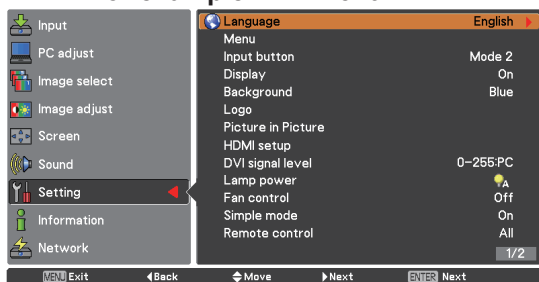 Input
PC adjust
Image select
Image adjust
Screen
Sound
Setting
Information
Network
Language English
Menu
Input button Mode 2
Display On
Background Blue
Logo
Picture in Picture
HDMI setup
DVI signal level 0-255:PC
Lamp power A
Fan control Off
Simple mode On
Remote control All
1/2
MENU Exit Back Move Next ENTER Next